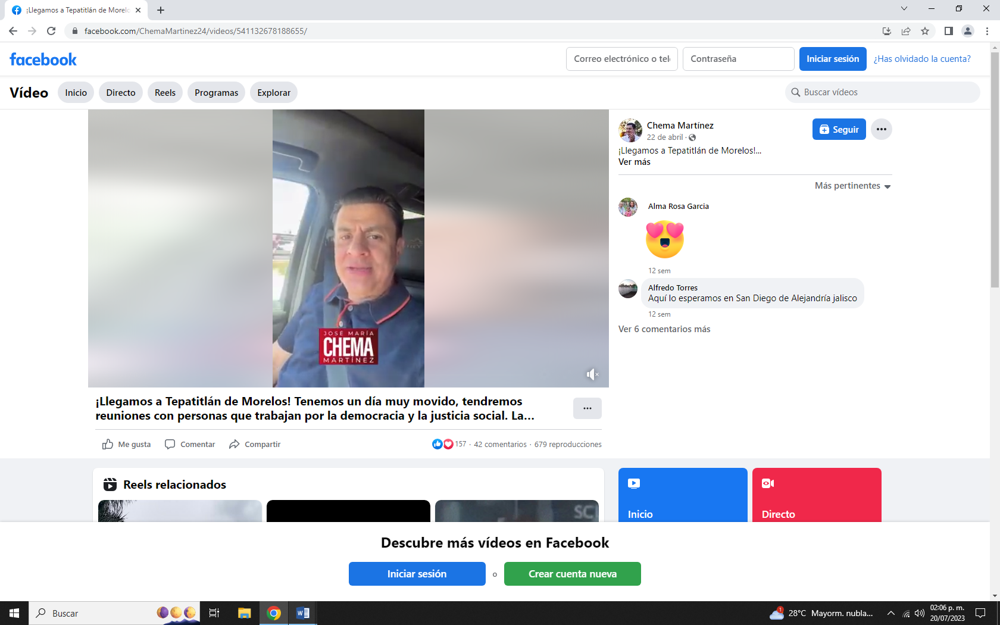 ¡Llegamos a Tepatitlán de Morelo
facebook.com/ChemaMartinez24/videos/541132678188655/
facebook
Correo electrónico o tel
Contraseña
Iniciar sesión
¿Has olvidado la cuenta?
Vídeo
Inicio
Directo
Reels
Programas
Explorar
Buscar vídeos
JOSÉ MARÍA
CHEMA
MARTÍNEZ
Chema Martínez
22 de abril ·
Seguir
¡Llegamos a Tepatitlán de Morelos!...
Ver más
Más pertinentes
Alma Rosa Garcia
12 sem
Alfredo Torres
Aquí lo esperamos en San Diego de Alejandría jalisco
12 sem
Ver 6 comentarios más
¡Llegamos a Tepatitlán de Morelos! Tenemos un día muy movido, tendremos
reuniones con personas que trabajan por la democracia y la justicia social. La...
Me gusta
Comentar
Compartir
157 · 42 comentarios · 679 reproducciones
Reels relacionados
SC
Inicio
Directo
Descubre más vídeos en Facebook
Iniciar sesión
o
Crear cuenta nueva
Buscar
1
28°C Mayorm. nubla...
02:06 p. m.
20/07/2023